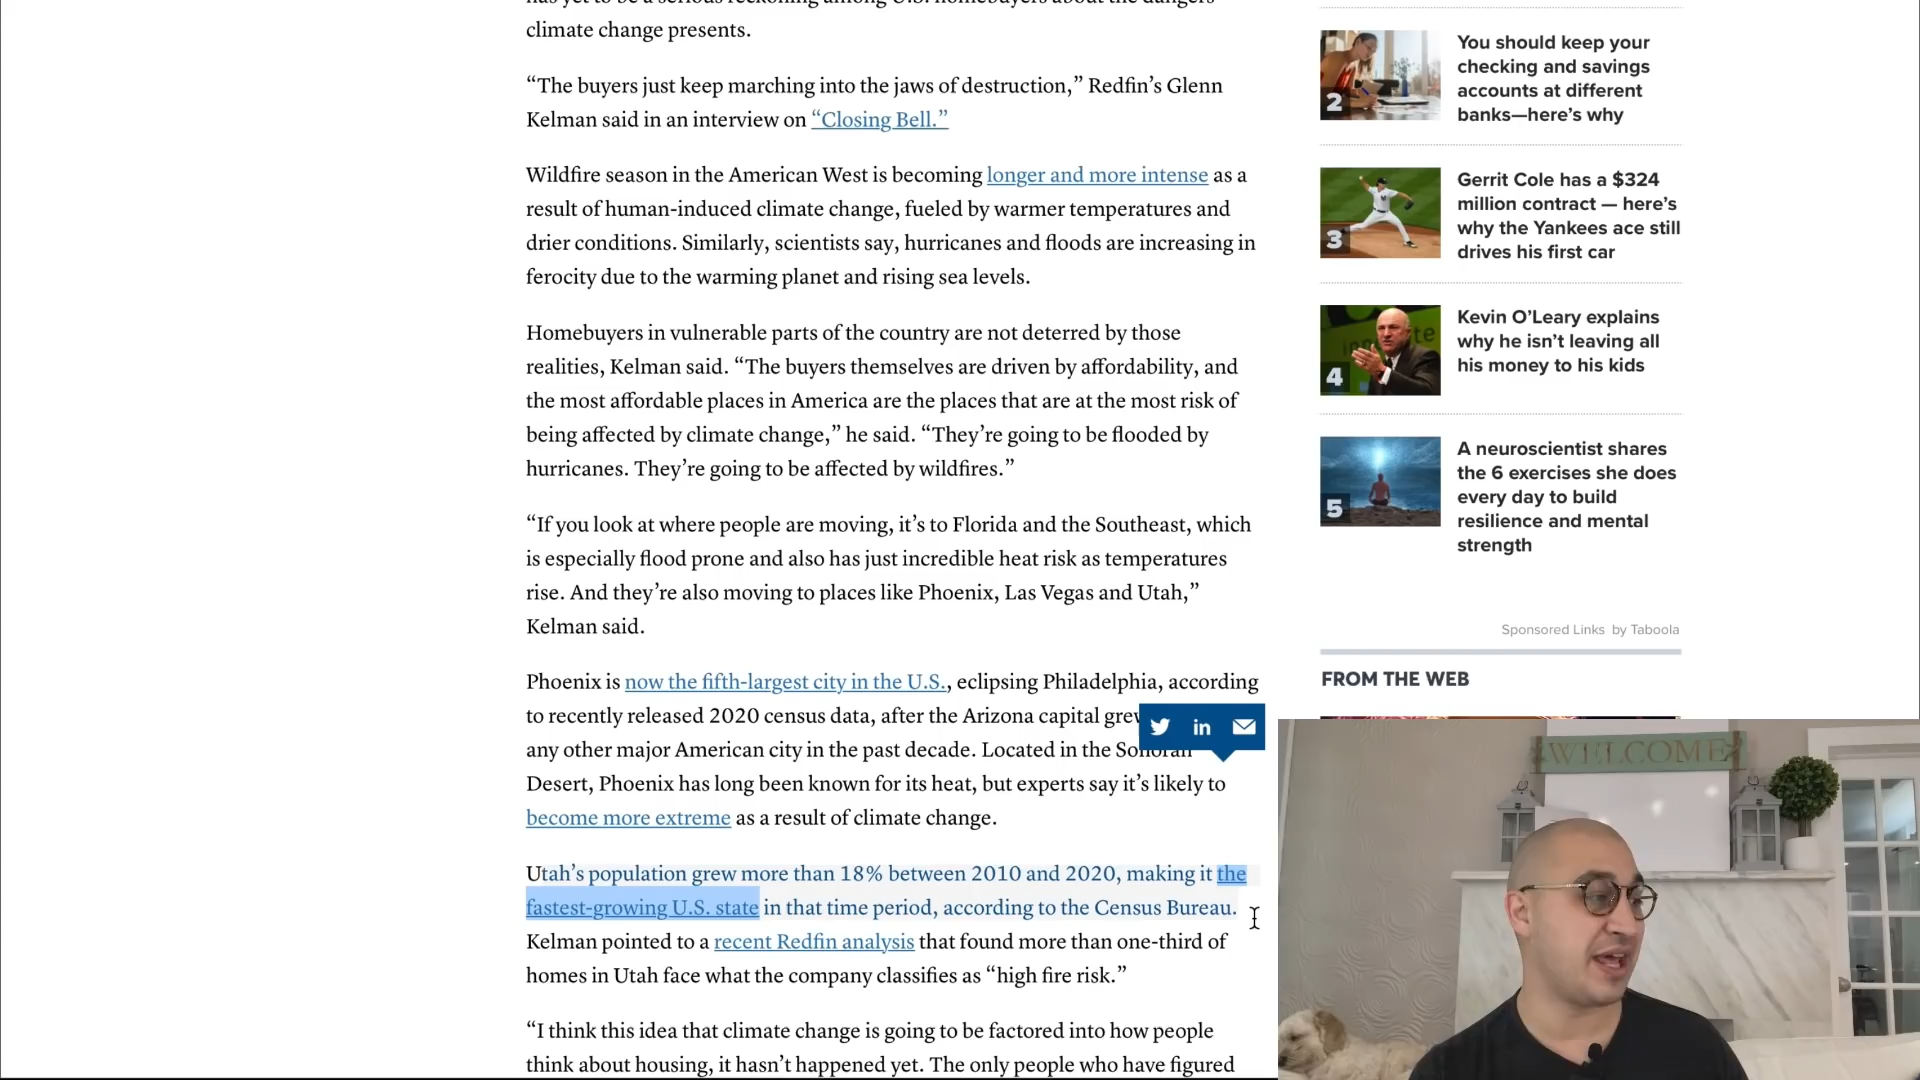 climate change presents.
“The buyers just keep marching into the jaws of destruction,” Redfin’s Glenn
Kelman said in an interview on “Closing Bell.”
Wildfire season in the American West is becoming longer and more intense as a
result of human-induced climate change, fueled by warmer temperatures and
drier conditions. Similarly, scientists say, hurricanes and floods are increasing in
ferocity due to the warming planet and rising sea levels.
Homebuyers in vulnerable parts of the country are not deterred by those
realities, Kelman said. “The buyers themselves are driven by affordability, and
the most affordable places in America are the places that are at the most risk of
being affected by climate change,” he said. “They’re going to be flooded by
hurricanes. They’re going to be affected by wildfires.”
“If you look at where people are moving, it’s to Florida and the Southeast, which
is especially flood prone and also has just incredible heat risk as temperatures
rise. And they’re also moving to places like Phoenix, Las Vegas and Utah,”
Kelman said.
Phoenix is now the fifth-largest city in the U.S., eclipsing Philadelphia, according
to recently released 2020 census data, after the Arizona capital grew
any other major American city in the past decade. Located in the Sonoran
Desert, Phoenix has long been known for its heat, but experts say it’s likely to
become more extreme as a result of climate change.
Utah’s population grew more than 18% between 2010 and 2020, making it the
fastest-growing U.S. state in that time period, according to the Census Bureau.
Kelman pointed to a recent Redfin analysis that found more than one-third of
homes in Utah face what the company classifies as “high fire risk.”
“I think this idea that climate change is going to be factored into how people
think about housing, it hasn’t happened yet. The only people who have figured
2
You should keep your
checking and savings
accounts at different
banks—here’s why
3
Gerrit Cole has a $324
million contract — here’s
why the Yankees ace still
drives his first car
4
Kevin O’Leary explains
why he isn’t leaving all
his money to his kids
5
A neuroscientist shares
the 6 exercises she does
every day to build
resilience and mental
strength
Sponsored Links by Taboola
FROM THE WEB
in
WELCOME